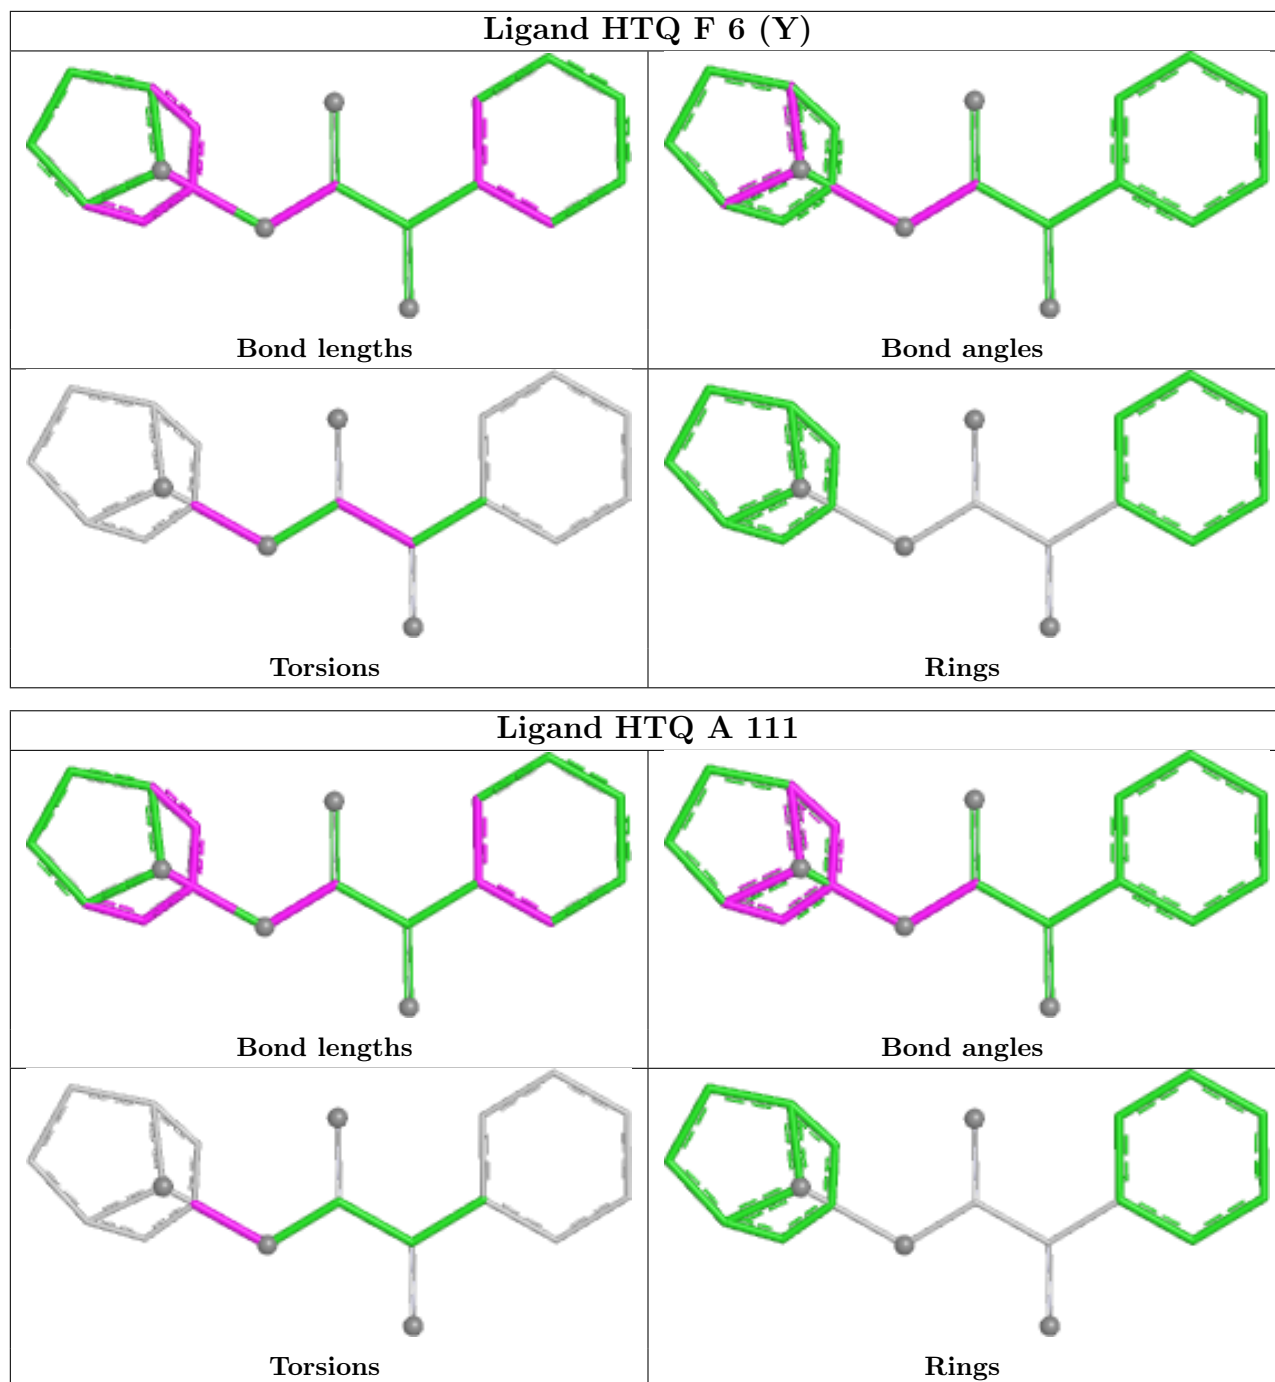 Ligand HTQ F 6 (Y)
Bond lengths
Bond angles
Torsions
Rings
Ligand HTQ A 111
Bond lengths
Bond angles
Torsions
Rings